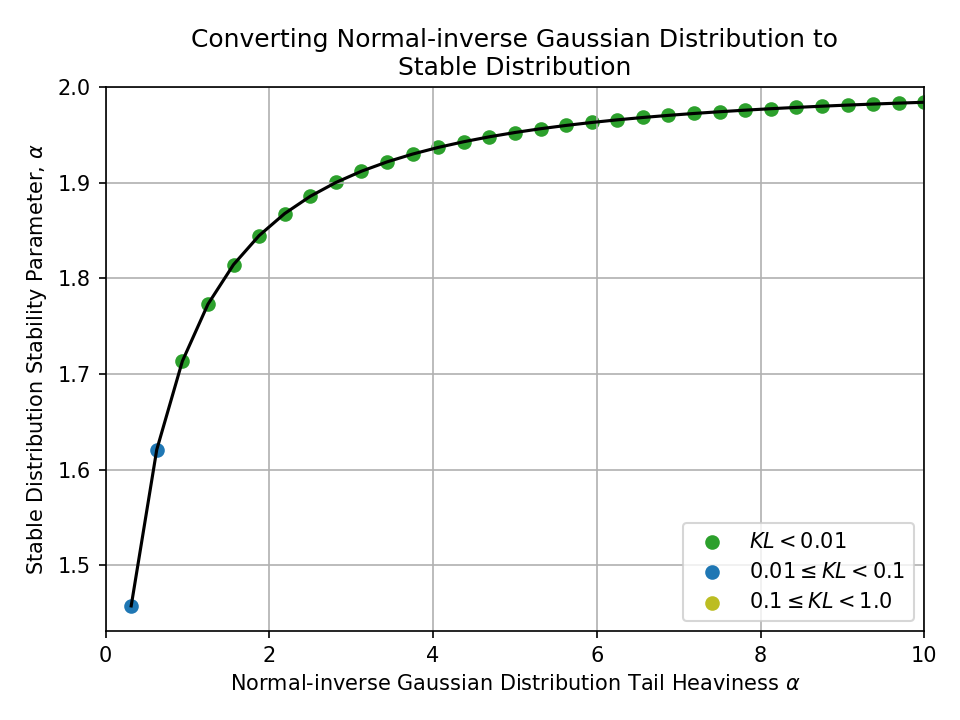 Converting Normal-inverse Gaussian Distribution to
Stable Distribution
Stable Distribution Stability Parameter, α
2.0
1.9
1.8
1.7
1.6
1.5
KL < 0.01
0.01 ≤ KL < 0.1
0.1 ≤ KL < 1.0
0 2 4 6 8 10
Normal-inverse Gaussian Distribution Tail Heaviness α